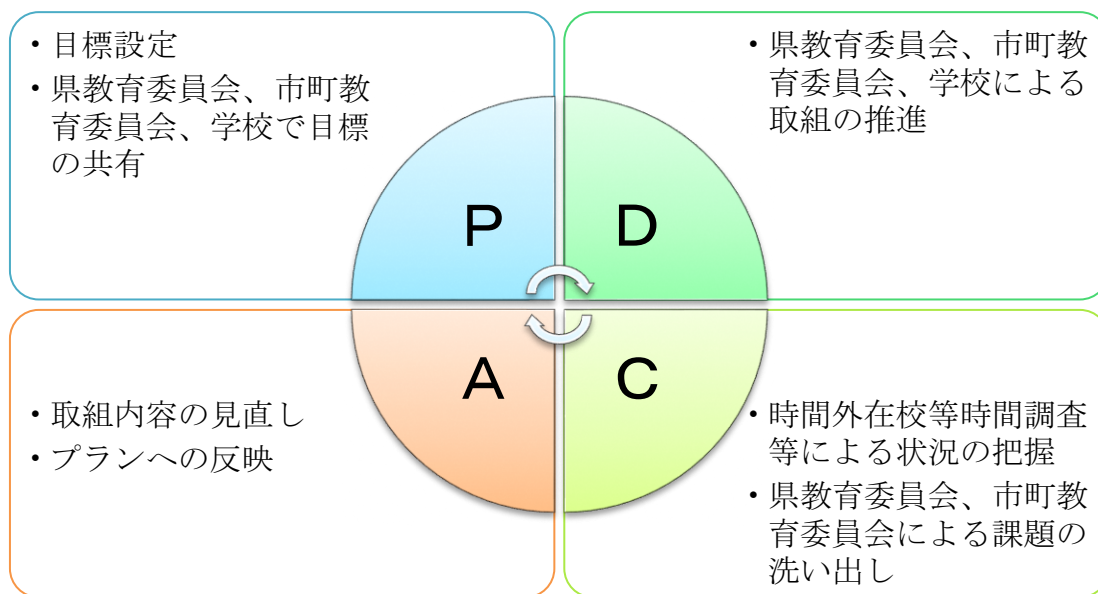 ・目標設定
・県教育委員会、市町教
育委員会、学校で目標
の共有
・県教育委員会、市町教
育委員会、学校による
取組の推進
P
D
A
C
・取組内容の見直し
・プランへの反映
・時間外在校等時間調査
等による状況の把握
・県教育委員会、市町教
育委員会による課題の
洗い出し